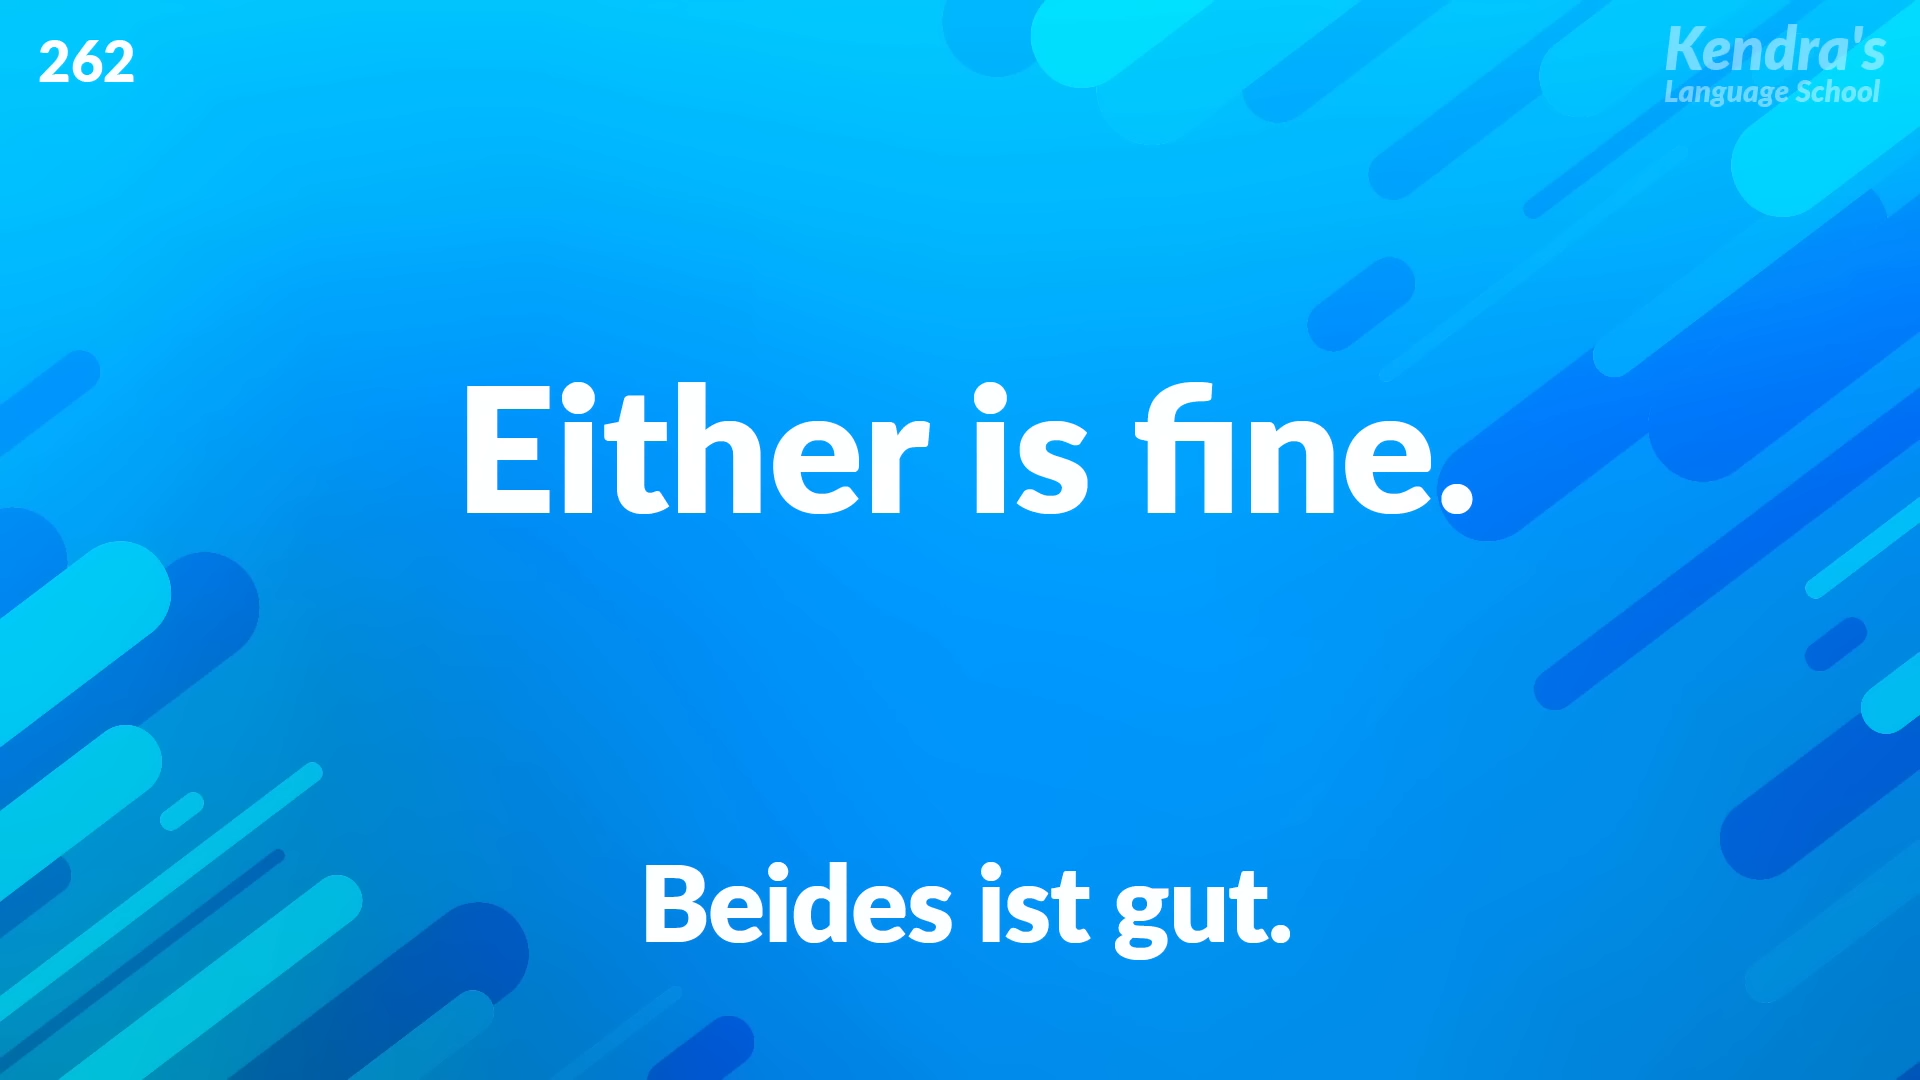 262
Kendra's
Language School
Either is fine.
Beides ist gut.